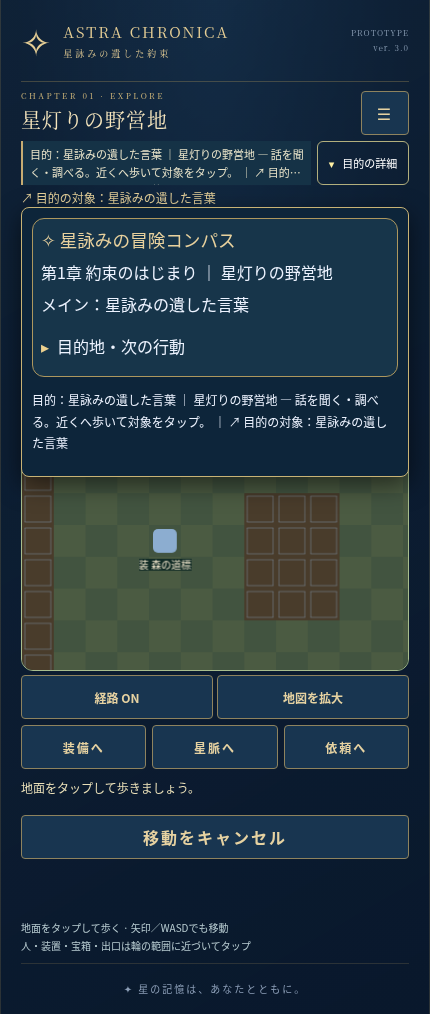 ASTRA CHRONICA
星詠みの遺した約束
PROTOTYPE
ver. 3.0
CHAPTER 01 · EXPLORE
星灯りの野営地
☰
目的：星詠みの遺した言葉 ｜ 星灯りの野営地 — 話を聞
く・調べる。近くへ歩いて対象をタップ。 ｜ ↗ 目的…
▼ 目的の詳細
↗ 目的の対象：星詠みの遺した言葉
✧ 星詠みの冒険コンパス
第1章 約束のはじまり ｜ 星灯りの野営地
メイン：星詠みの遺した言葉
▸ 目的地・次の行動
目的：星詠みの遺した言葉 ｜ 星灯りの野営地 — 話を聞く・調べ
る。近くへ歩いて対象をタップ。 ｜ ↗ 目的の対象：星詠みの遺し
た言葉
装 森の道標
経路 ON
地図を拡大
装備へ
星脈へ
依頼へ
地面をタップして歩きましょう。
移動をキャンセル
地面をタップして歩く · 矢印／WASDでも移動
人・装置・宝箱・出口は輪の範囲に近づいてタップ
✦ 星の記憶は、あなたとともに。